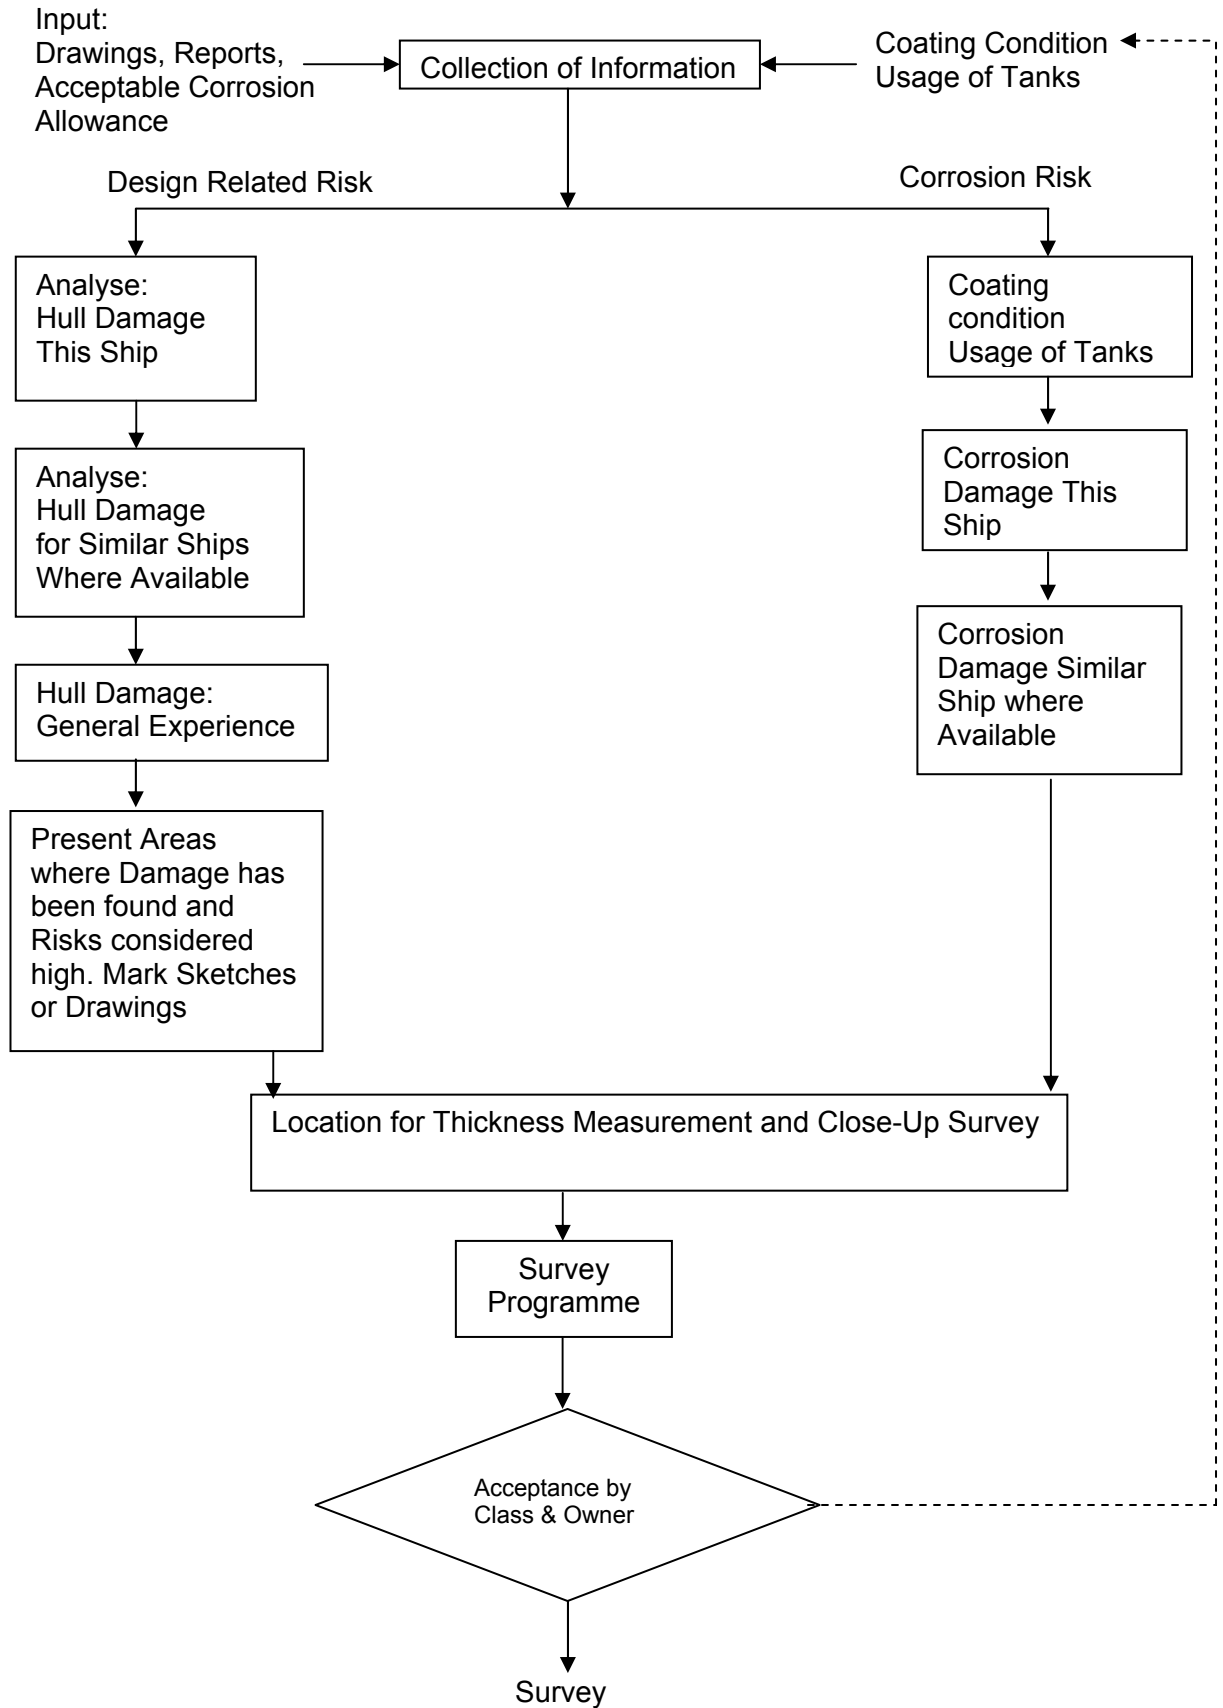 Input:
Drawings, Reports,
Acceptable Corrosion
Allowance
Collection of Information
Coating Condition
Usage of Tanks
Design Related Risk
Corrosion Risk
Analyse:
Hull Damage
This Ship
Analyse:
Hull Damage
for Similar Ships
Where Available
Hull Damage:
General Experience
Present Areas
where Damage has
been found and
Risks considered
high. Mark Sketches
or Drawings
Coating
condition
Usage of Tanks
Corrosion
Damage This
Ship
Corrosion
Damage Similar
Ship where
Available
Location for Thickness Measurement and Close-Up Survey
Survey
Programme
Acceptance by
Class & Owner
Survey